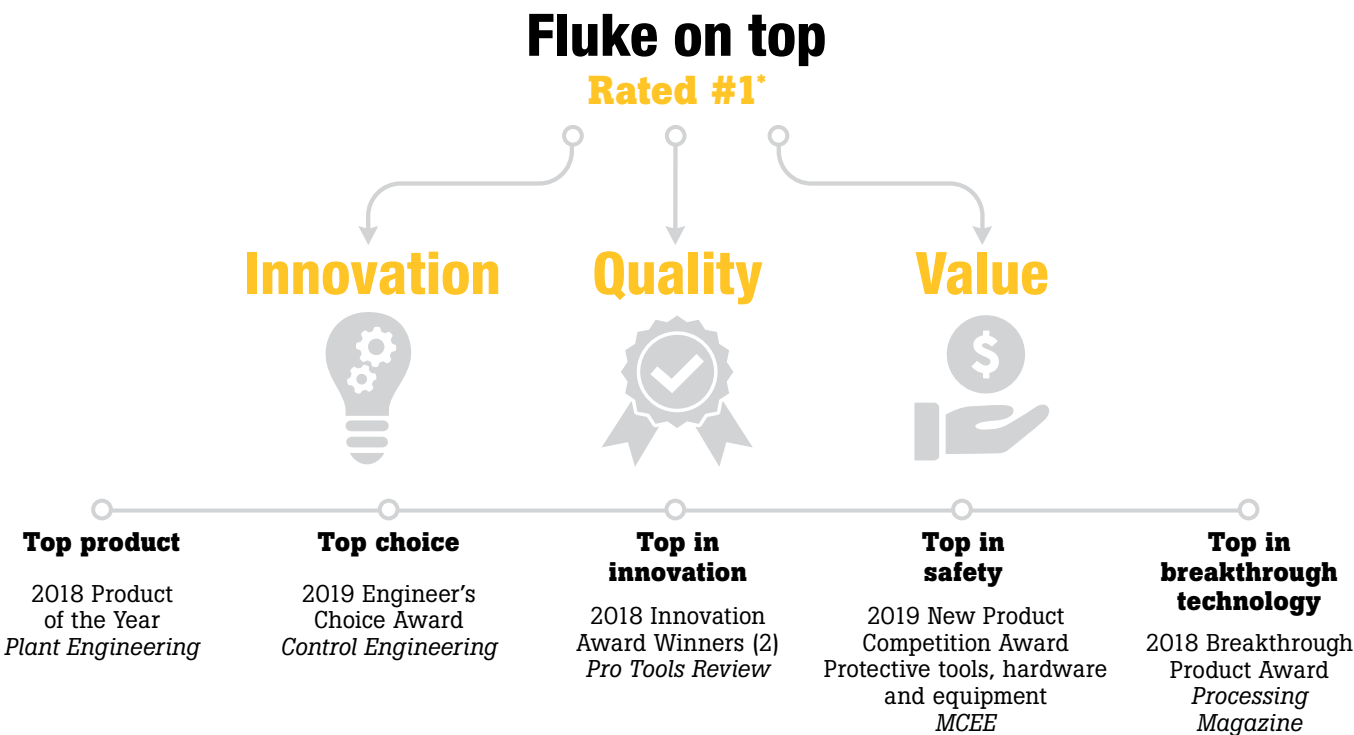 Fluke on top
Rated #1*
Innovation
Quality
Value
$
Top product
2018 Product
of the Year
Plant Engineering
Top choice
2019 Engineer’s
Choice Award
Control Engineering
Top in
innovation
2018 Innovation
Award Winners (2)
Pro Tools Review
Top in
safety
2019 New Product
Competition Award
Protective tools, hardware
and equipment
MCEE
Top in
breakthrough
technology
2018 Breakthrough
Product Award
Processing
Magazine